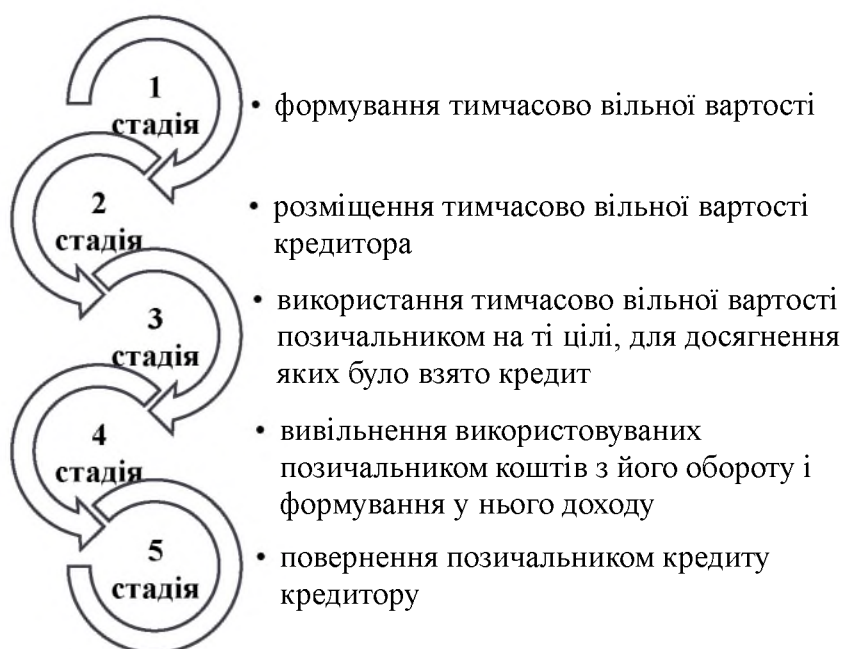 1
стадія
• формування тимчасово вільної вартості
2
стадія
• розміщення тимчасово вільної вартості
кредитора
3
стадія
• використання тимчасово вільної вартості
позичальником на ті цілі, для досягнення
яких було взято кредит
4
стадія
• вивільнення використовуваних
позичальником коштів з його обороту і
формування у нього доходу
5
стадія
• повернення позичальником кредиту
кредитору